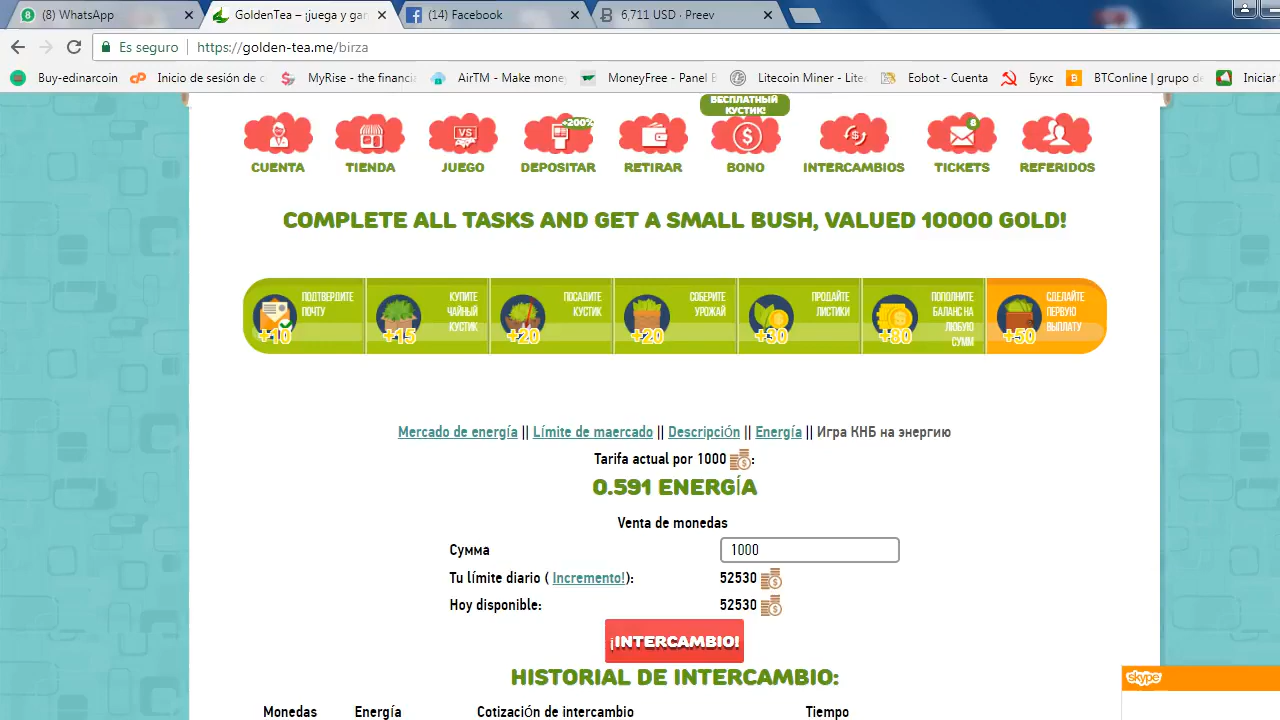 (8) WhatsApp
GoldenTea – ¡juega y gan
(14) Facebook
6,711 USD · Preev
Es seguro
https://golden-tea.me/birza
Buy-edinarcoin
Inicio de sesión de c
MyRise - the financia
AirTM - Make mone
MoneyFree - Panel B
Litecoin Miner - Lite
Eobot - Cuenta
Букс
BTConline | grupo de
Iniciar
БЕСПЛАТНЫЙ
КУСТИК!
VS
+200%
8
CUENTA
TIENDA
JUEGO
DEPOSITAR
RETIRAR
BONO
INTERCAMBIOS
TICKETS
REFERIDOS
COMPLETE ALL TASKS AND GET A SMALL BUSH, VALUED 10000 GOLD!
ПОДТВЕРДИТЕ
ПОЧТУ
+10
КУПИТЕ
ЧАЙНЫЙ
КУСТИК
+15
ПОСАДИТЕ
КУСТИК
+20
СОБЕРИТЕ
УРОЖАЙ
+20
ПРОДАЙТЕ
ЛИСТИКИ
+30
ПОПОЛНИТЕ
БАЛАНС НА
ЛЮБУЮ
СУММ
+80
СДЕЛАЙТЕ
ПЕРВУЮ
ВЫПЛАТУ
+50
Mercado de energía || Límite de maercado || Descripción || Energía || Игра КНБ на энергию
Tarifa actual por 1000 :
0.591 ENERGÍA
Venta de monedas
Сумма 1000
Tu límite diario ( Incremento!): 52530
Hoy disponible: 52530
¡INTERCAMBIO!
HISTORIAL DE INTERCAMBIO:
skype
Monedas Energía Cotización de intercambio Tiempo